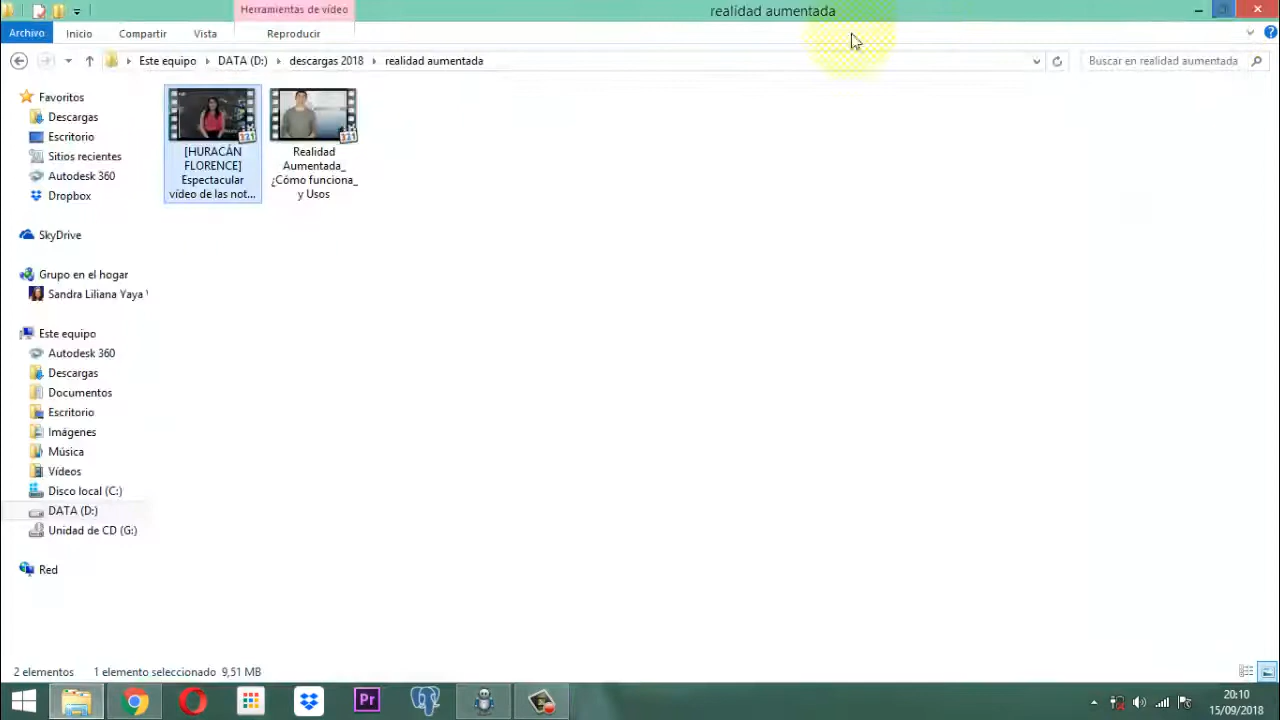 Herramientas de vídeo
realidad aumentada
Archivo
Inicio
Compartir
Vista
Reproducir
Este equipo
DATA (D:)
descargas 2018
realidad aumentada
Buscar en realidad aumentada
Favoritos
Descargas
Escritorio
Sitios recientes
Autodesk 360
Dropbox
SkyDrive
Grupo en el hogar
Sandra Liliana Yaya
Este equipo
Autodesk 360
Descargas
Documentos
Escritorio
Imágenes
Música
Vídeos
Disco local (C:)
DATA (D:)
Unidad de CD (G:)
Red
321
[HURACÁN
FLORENCE]
Espectacular
vídeo de las not...
321
Realidad
Aumentada_
¿Cómo funciona_
y Usos
2 elementos
1 elemento seleccionado 9,51 MB
Pr
20:10
15/09/2018